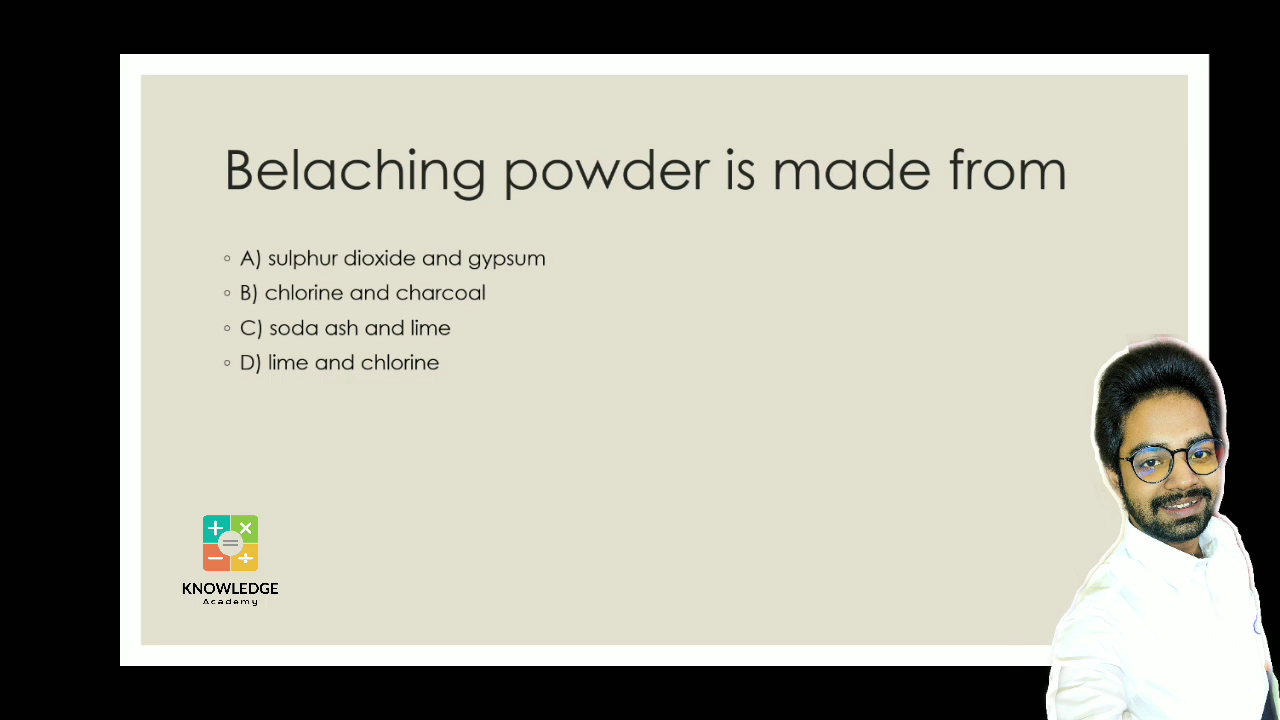 Belaching powder is made from
◦ A) sulphur dioxide and gypsum
◦ B) chlorine and charcoal
◦ C) soda ash and lime
◦ D) lime and chlorine
KNOWLEDGE
Academy